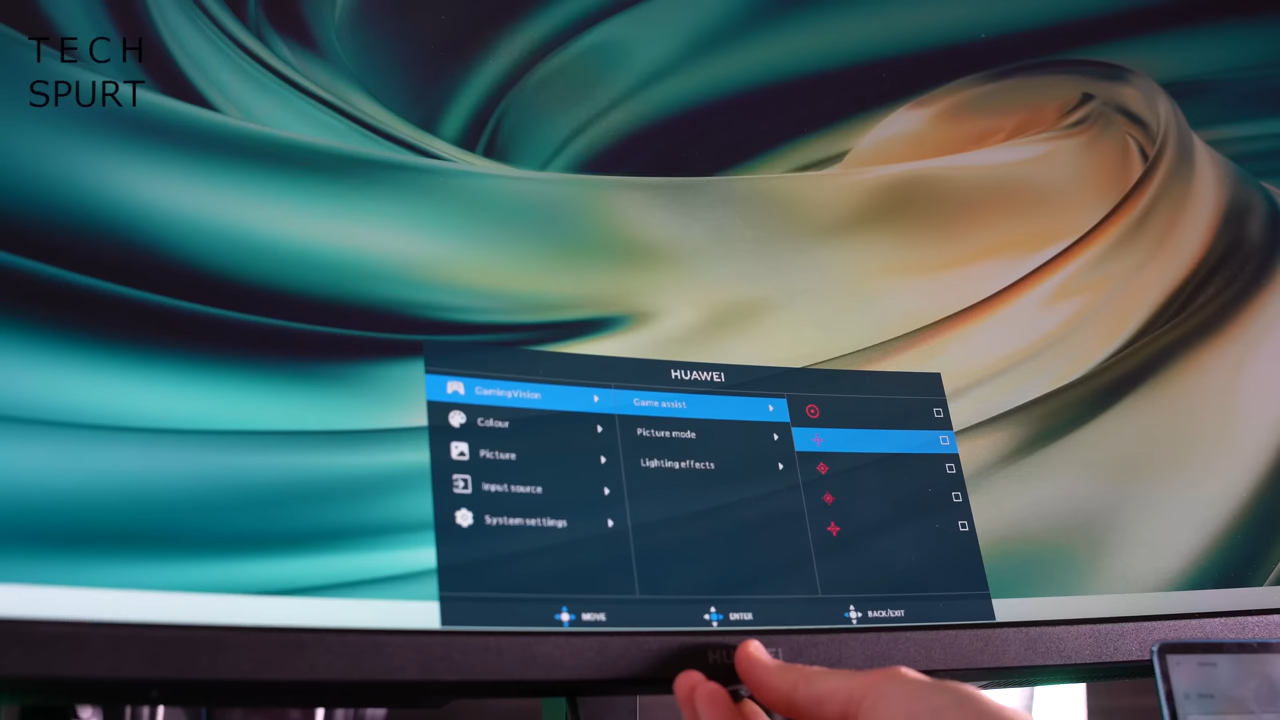 TECH
SPURT
HUAWEI
GamingVision
Game assist
Colour
Picture mode
Picture
Lighting effects
Input source
System settings
MOVE
ENTER
BACK/EXIT
HUAWEI